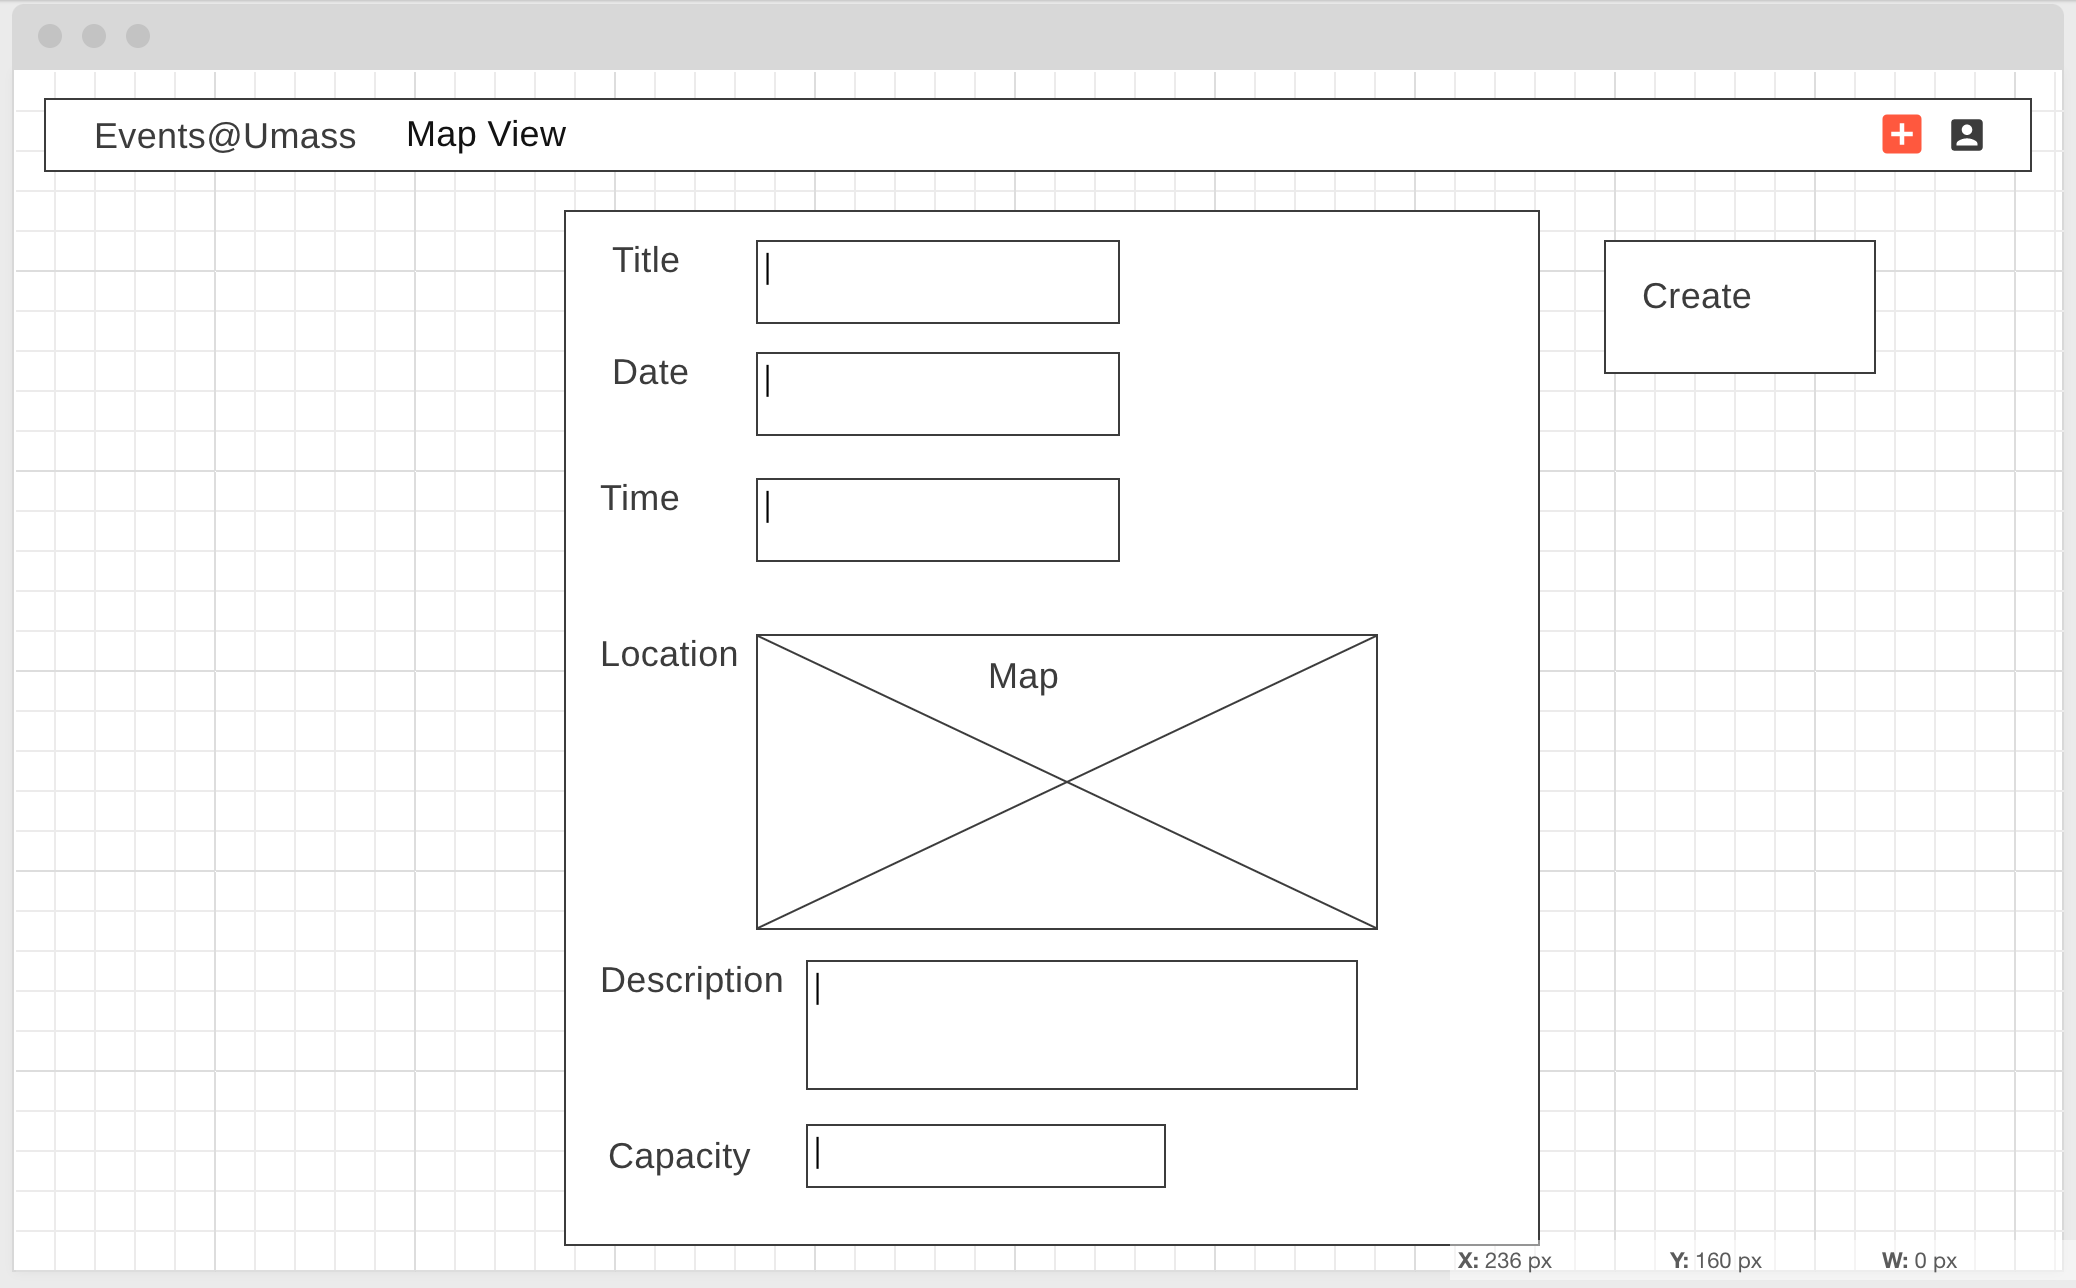 Events@Umass Map View
Title
Create
Date
Time
Location
Map
Description
Capacity
X: 236 px Y: 160 px W: 0 px